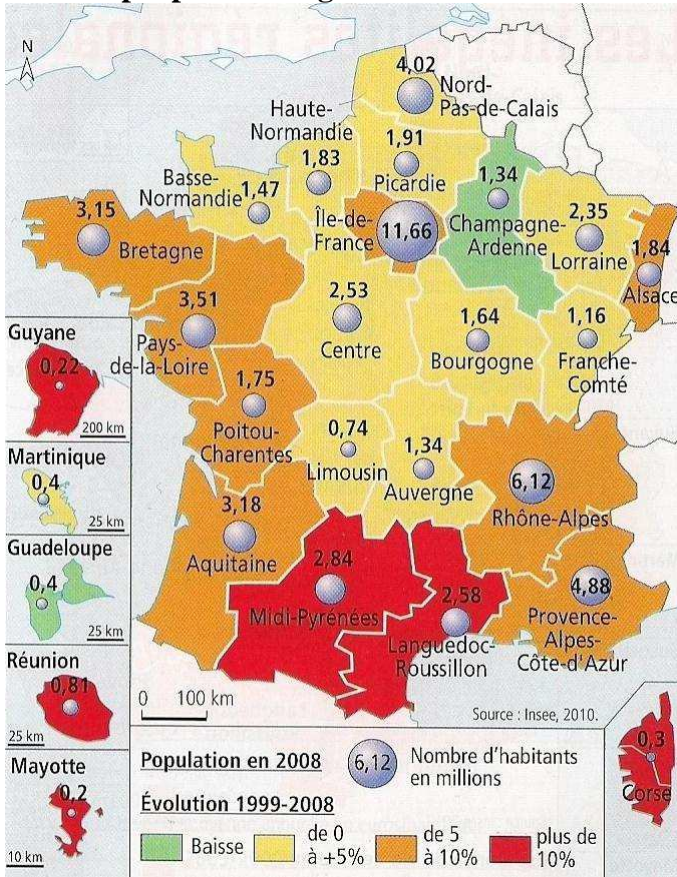 N
4,02
Nord-
Pas-de-Calais
Haute-
Normandie
1,83
1,91
Picardie
Basse-
Normandie
1,47
1,34
Champagne-
Ardenne
2,35
Lorraine
1,84
Alsace
3,15
Bretagne
Île-de-
France
11,66
3,51
Pays-
de-la-Loire
2,53
Centre
1,64
Bourgogne
1,16
Franche-
Comté
1,75
Poitou-
Charentes
0,74
Limousin
1,34
Auvergne
6,12
Rhône-Alpes
3,18
Aquitaine
2,84
Midi-Pyrénées
2,58
Languedoc-
Roussillon
4,88
Provence-
Alpes-
Côte-d'Azur
Guyane
0,22
200 km
Martinique
0,4
25 km
Guadeloupe
0,4
25 km
Réunion
0,81
25 km
Mayotte
0,2
10 km
0 100 km
Source : Insee, 2010.
0,3
Corse
Population en 2008
6,12
Nombre d'habitants
en millions
Évolution 1999-2008
Baisse
de 0
à +5%
de 5
à 10%
plus de
10%